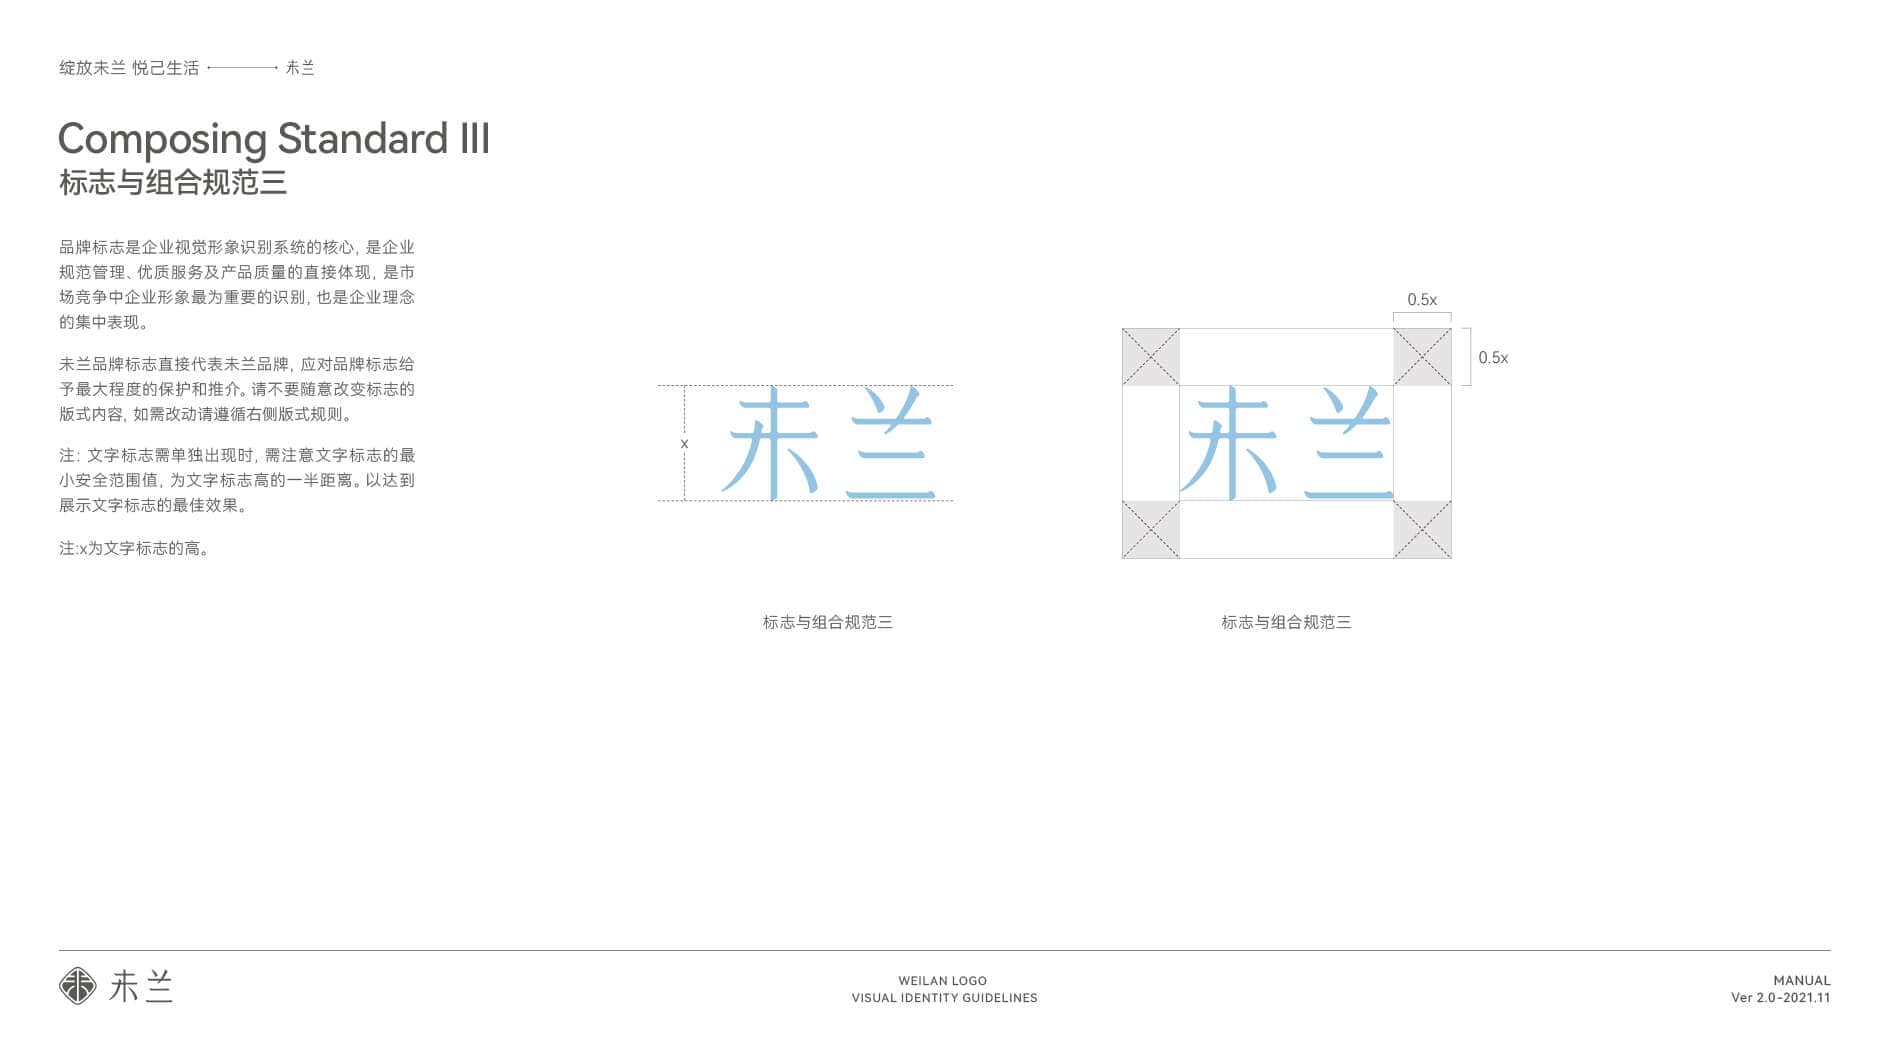 绽放未兰 悦己生活 未兰
Composing Standard III
标志与组合规范三
品牌标志是企业视觉形象识别系统的核心, 是企业
规范管理、优质服务及产品质量的直接体现, 是市
场竞争中企业形象最为重要的识别, 也是企业理念
的集中表现。
未兰品牌标志直接代表未兰品牌, 应对品牌标志给
予最大程度的保护和推介。请不要随意改变标志的
版式内容, 如需改动请遵循右侧版式规则。
注: 文字标志需单独出现时, 需注意文字标志的最
小安全范围值, 为文字标志高的一半距离。以达到
展示文字标志的最佳效果。
注:x为文字标志的高。
x
未兰
标志与组合规范三
0.5x
0.5x
未兰
标志与组合规范三
未兰
WEILAN LOGO
VISUAL IDENTITY GUIDELINES
MANUAL
Ver 2.0-2021.11